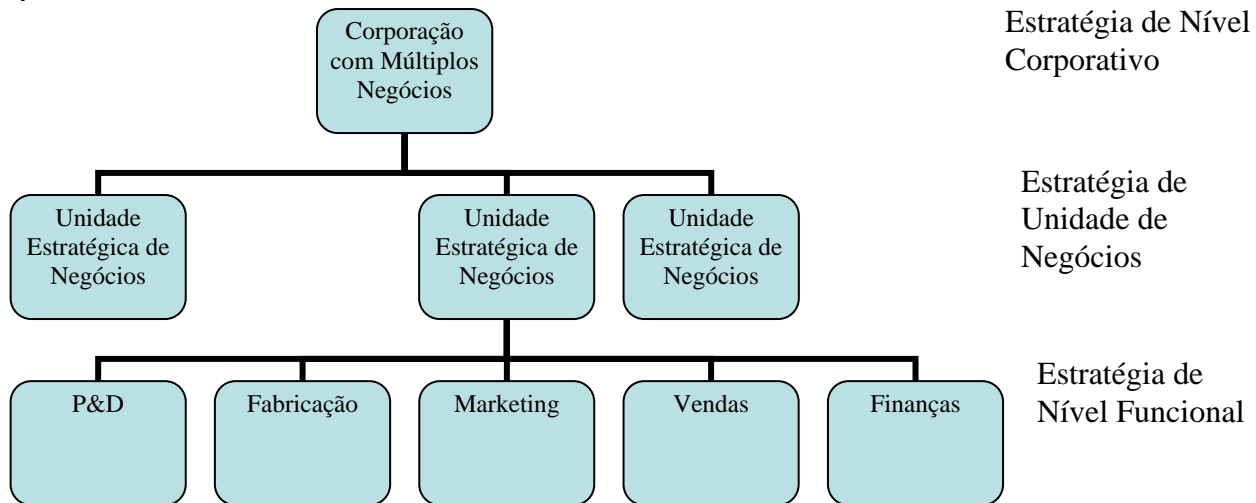 Corporação
com Múltiplos
Negócios
Estratégia de Nível
Corporativo
Unidade
Estratégica de
Negócios
Unidade
Estratégica de
Negócios
Unidade
Estratégica de
Negócios
Estratégia de
Unidade de
Negócios
P&D
Fabricação
Marketing
Vendas
Finanças
Estratégia de
Nível Funcional